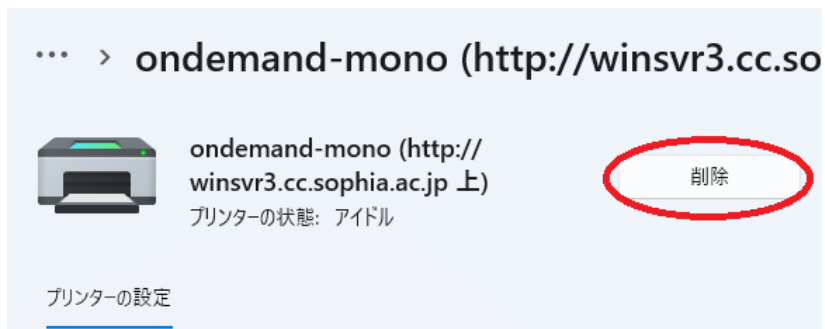 ··· > ondemand-mono (http://winsvr3.cc.so
ondemand-mono (http://
winsvr3.cc.sophia.ac.jp 上)
プリンターの状態: アイドル
削除
プリンターの設定